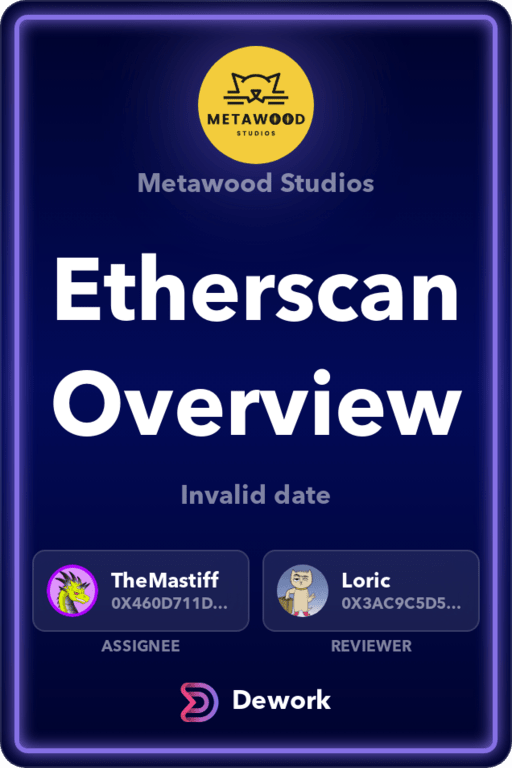 METAWOOD
STUDIOS
Metawood Studios
Etherscan
Overview
Invalid date
TheMastiff
0X460D711D...
ASSIGNEE
Loric
0X3AC9C5D5...
REVIEWER
Dework